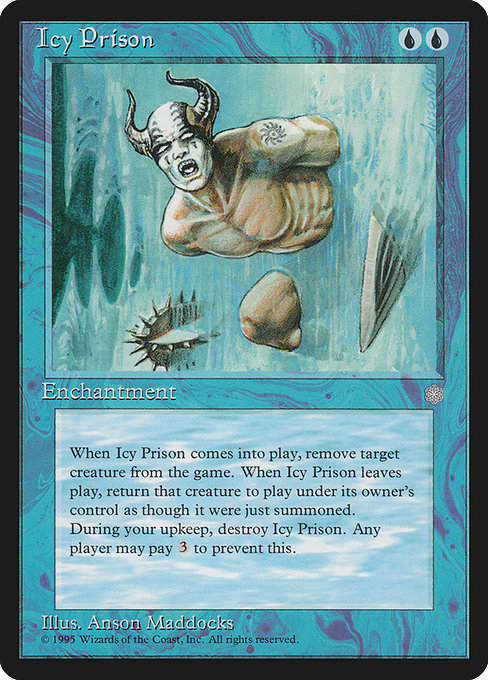 Icy Prison
Enchantment
When Icy Prison comes into play, remove target
creature from the game. When Icy Prison leaves
play, return that creature to play under its owner's
control as though it were just summoned.
During your upkeep, destroy Icy Prison. Any
player may pay 3 to prevent this.
Illus. Anson Maddocks
© 1995 Wizards of the Coast, Inc. All rights reserved.